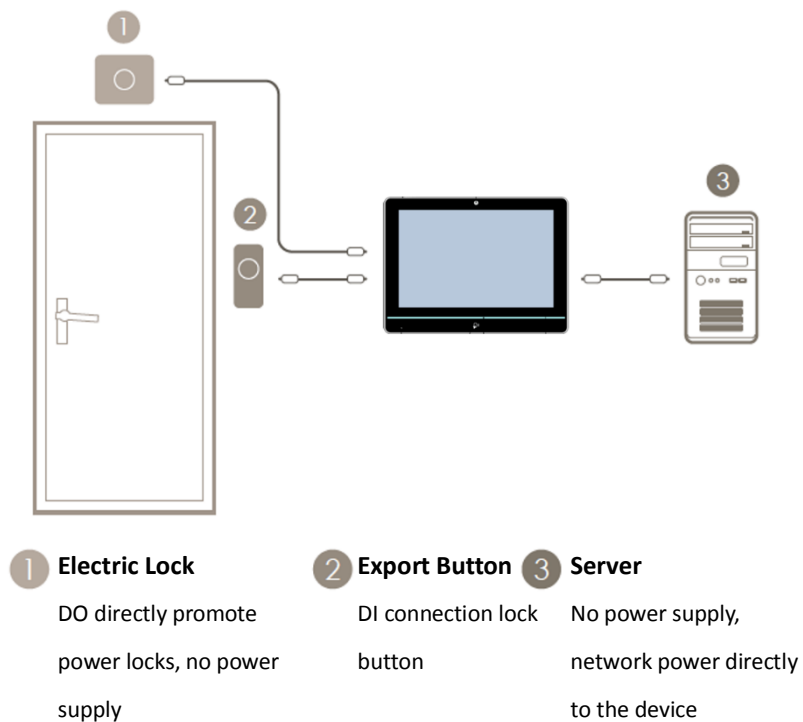 1
2
3
1 Electric Lock
DO directly promote
power locks, no power
supply
2 Export Button
DI connection lock
button
3 Server
No power supply,
network power directly
to the device